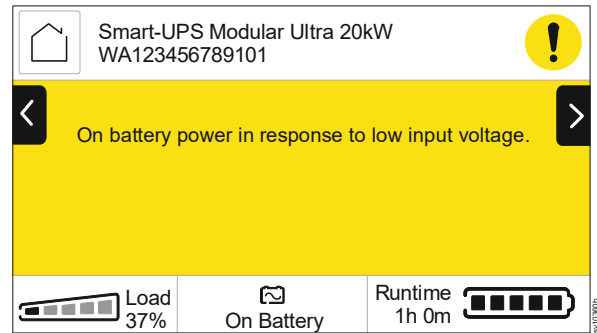 Smart-UPS Modular Ultra 20kW
WA123456789101
On battery power in response to low input voltage.
Load
37%
On Battery
Runtime
1h 0m